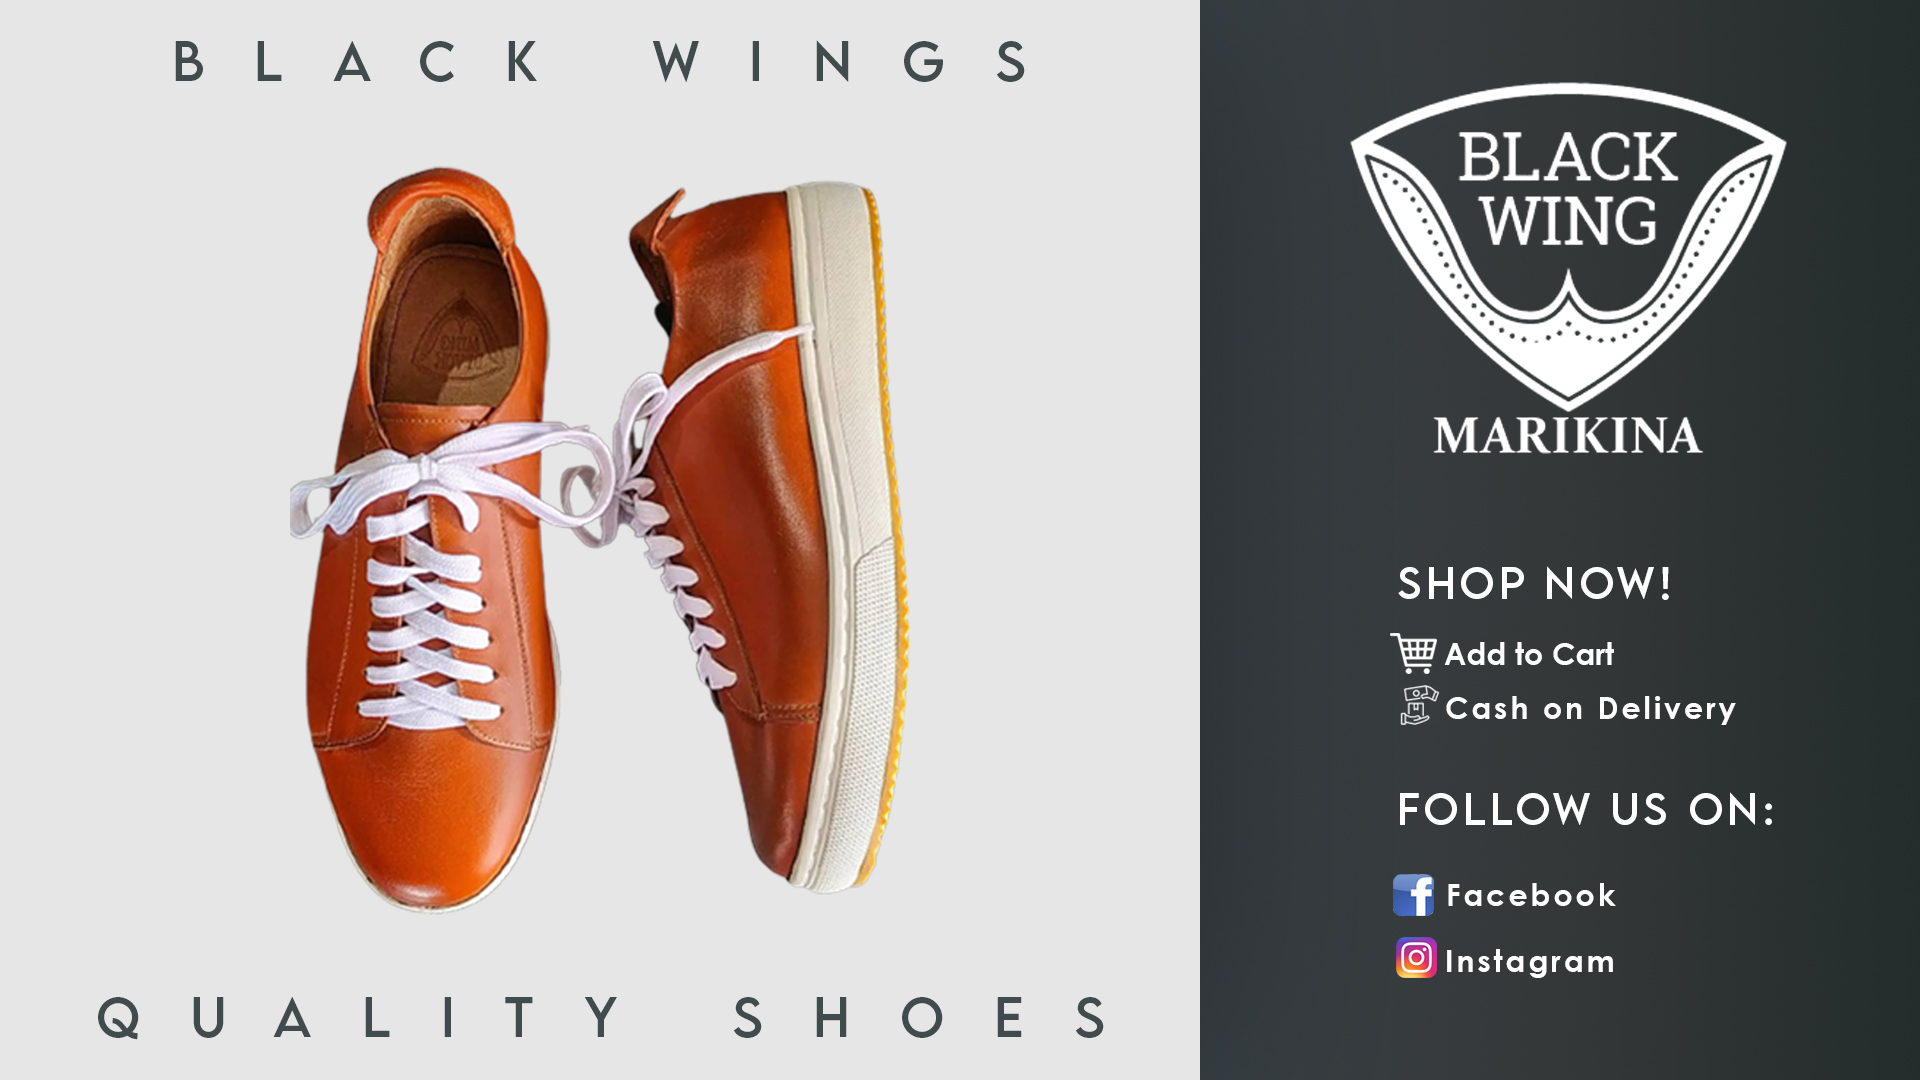 BLACK WINGS
QUALITY SHOES
BLACK
WING
MARIKINA
SHOP NOW!
Add to Cart
Cash on Delivery
FOLLOW US ON:
Facebook
Instagram